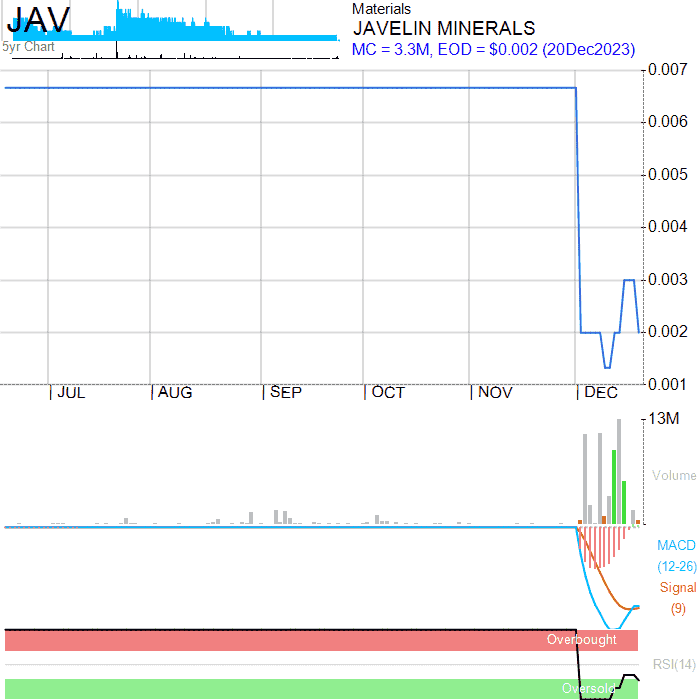 JAV
5yr Chart
Materials
JAVELIN MINERALS
MC = 3.3M, EOD = $0.002 (20Dec2023)
0.007
0.006
0.005
0.004
0.003
0.002
0.001
JUL AUG SEP OCT NOV DEC
13M
Volume
MACD
(12-26)
Signal
(9)
Overbought
RSI(14)
Oversold